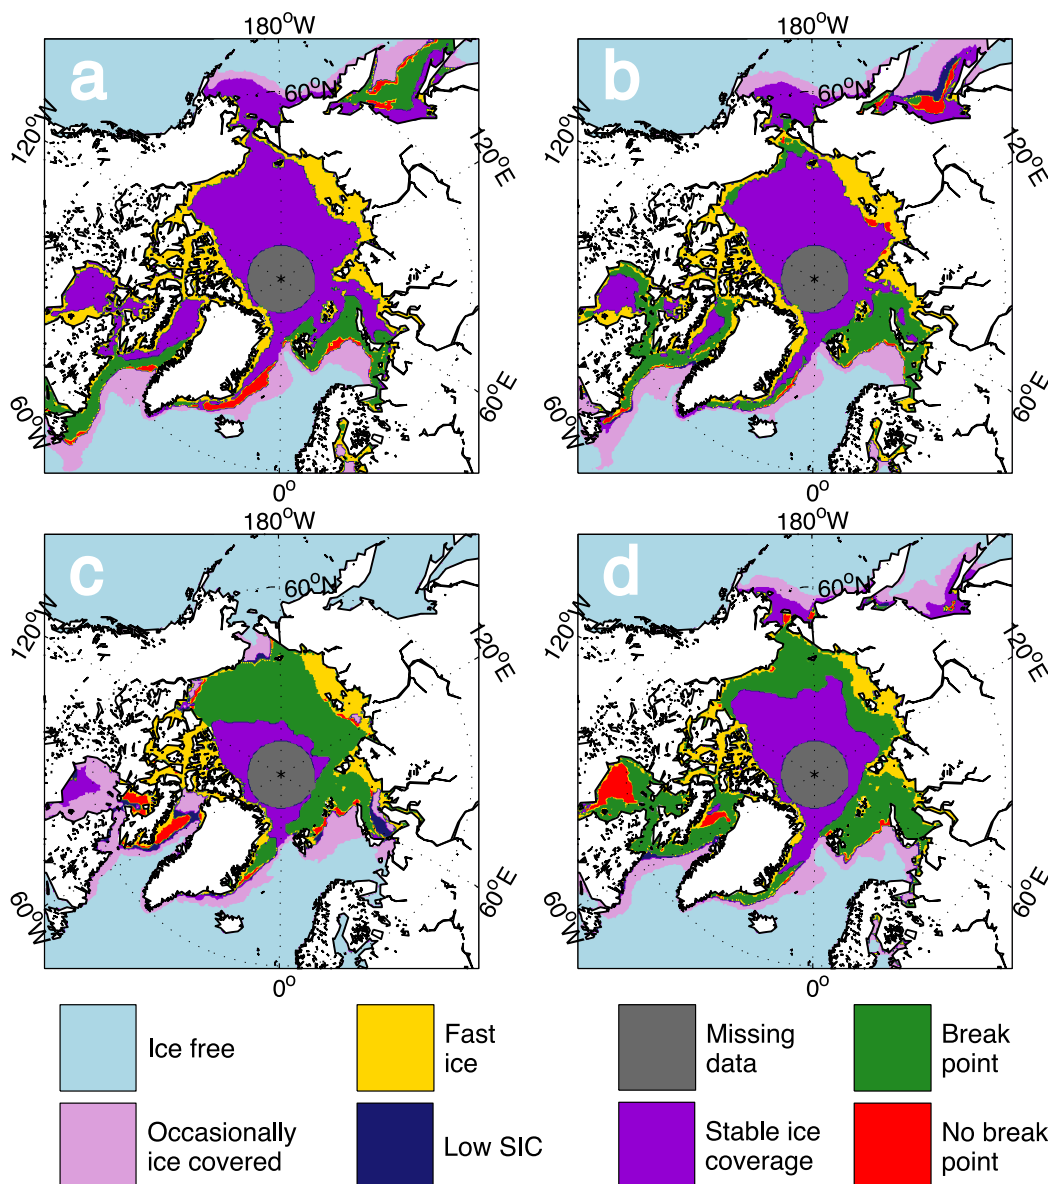 180°W
180°W
a
b
60°N
60°N
120°W
120°E
120°W
120°E
60°W
60°E
60°W
60°E
0°
0°
180°W
180°W
c
d
60°N
60°N
120°W
120°E
120°W
120°E
60°W
60°E
60°W
60°E
0°
0°
Ice free
Fast
ice
Missing
data
Break
point
Occasionally
ice covered
Low SIC
Stable ice
coverage
No break
point